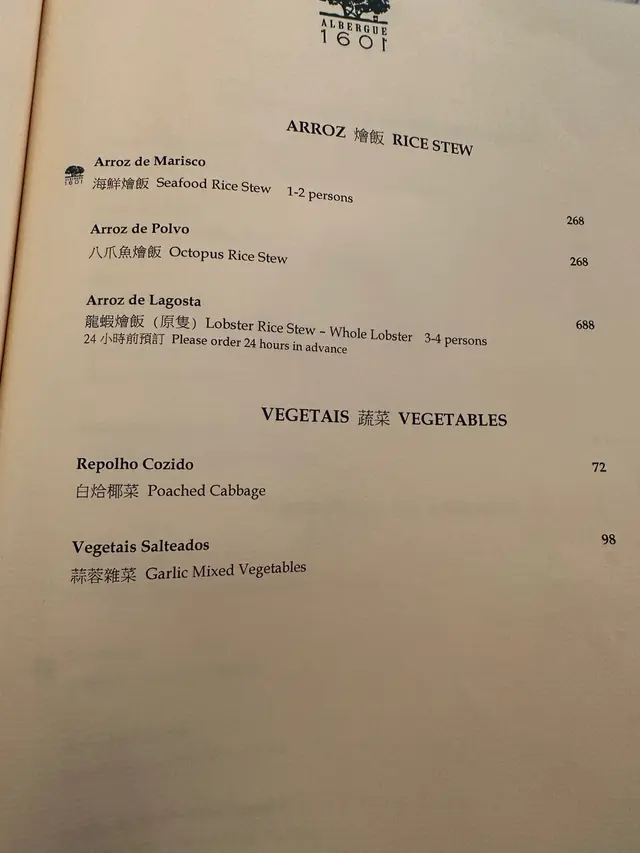 ALBERGUE
1601
ARROZ 燴飯 RICE STEW
Arroz de Marisco
1601
海鮮燴飯 Seafood Rice Stew 1-2 persons
268
Arroz de Polvo
八爪魚燴飯 Octopus Rice Stew
268
Arroz de Lagosta
龍蝦燴飯（原隻）Lobster Rice Stew – Whole Lobster 3-4 persons
688
24 小時前預訂 Please order 24 hours in advance
VEGETAIS 蔬菜 VEGETABLES
Repolho Cozido
72
白烚椰菜 Poached Cabbage
Vegetais Salteados
98
蒜蓉雜菜 Garlic Mixed Vegetables